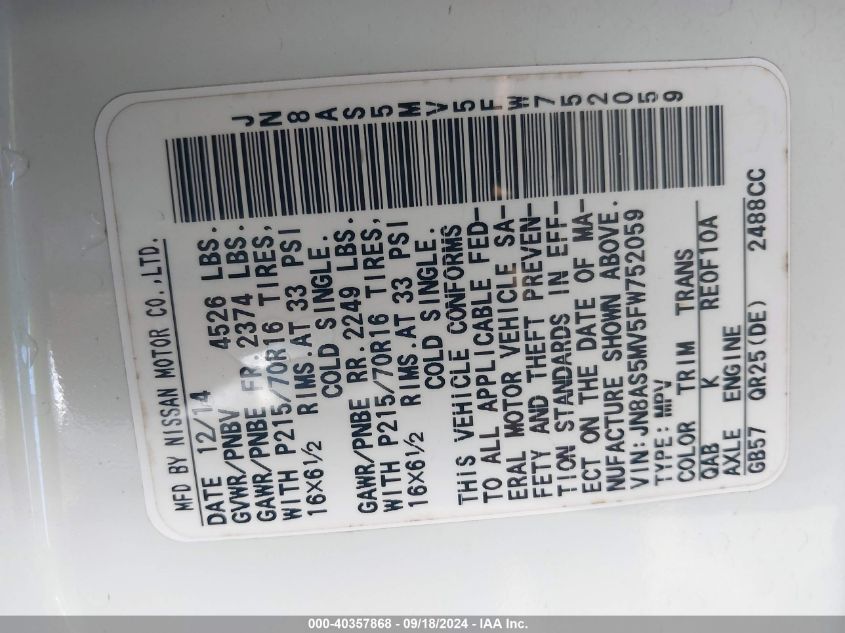 MFD BY NISSAN MOTOR CO.,LTD.
JN8AS5MV5FW752059
DATE 12/14
GVWR/PNBV 4526 LBS.
GAWR/PNBE FR. 2374 LBS.
WITH P215/70R16 TIRES,
16X6½ RIMS.AT 33 PSI
COLD SINGLE.
GAWR/PNBE RR. 2249 LBS.
WITH P215/70R16 TIRES,
16X6½ RIMS.AT 33 PSI
COLD SINGLE.
THIS VEHICLE CONFORMS
TO ALL APPLICABLE FED-
ERAL MOTOR VEHICLE SA-
FETY AND THEFT PREVEN-
TION STANDARDS IN EFF-
ECT ON THE DATE OF MA-
NUFACTURE SHOWN ABOVE.
VIN:JN8AS5MV5FW752059
TYPE:MPV
COLOR TRIM TRANS
QAB K RE0F10A
AXLE ENGINE
GB57 QR25(DE) 2488CC
000-40357868 - 09/18/2024 - IAA Inc.